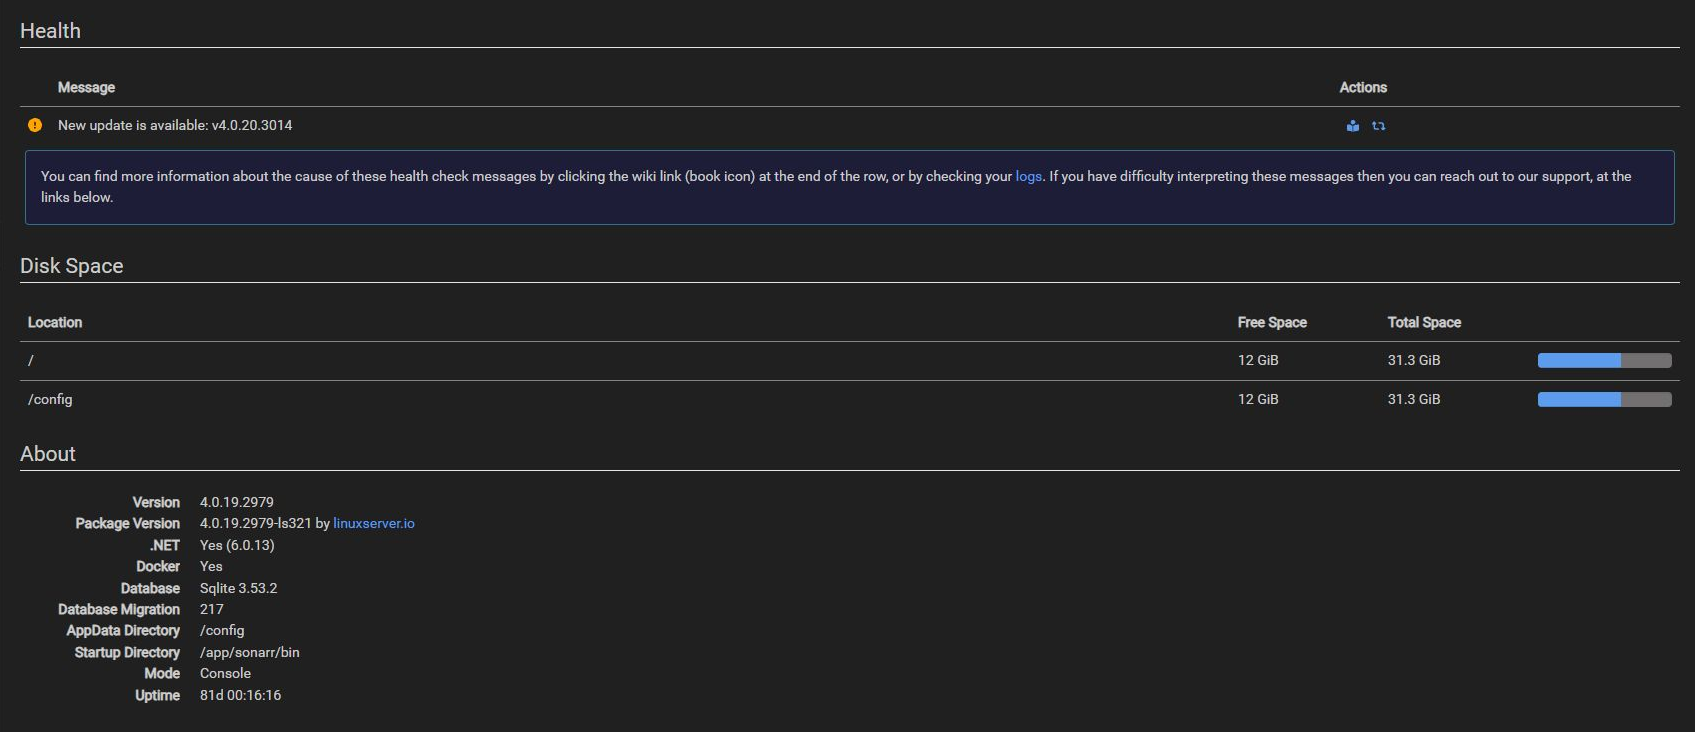 Health
Message Actions
New update is available: v4.0.20.3014
You can find more information about the cause of these health check messages by clicking the wiki link (book icon) at the end of the row, or by checking your logs. If you have difficulty interpreting these messages then you can reach out to our support, at the
links below.
Disk Space
Location Free Space Total Space
/ 12 GiB 31.3 GiB
/config 12 GiB 31.3 GiB
About
Version 4.0.19.2979
Package Version 4.0.19.2979-ls321 by linuxserver.io
.NET Yes (6.0.13)
Docker Yes
Database Sqlite 3.53.2
Database Migration 217
AppData Directory /config
Startup Directory /app/sonarr/bin
Mode Console
Uptime 81d 00:16:16